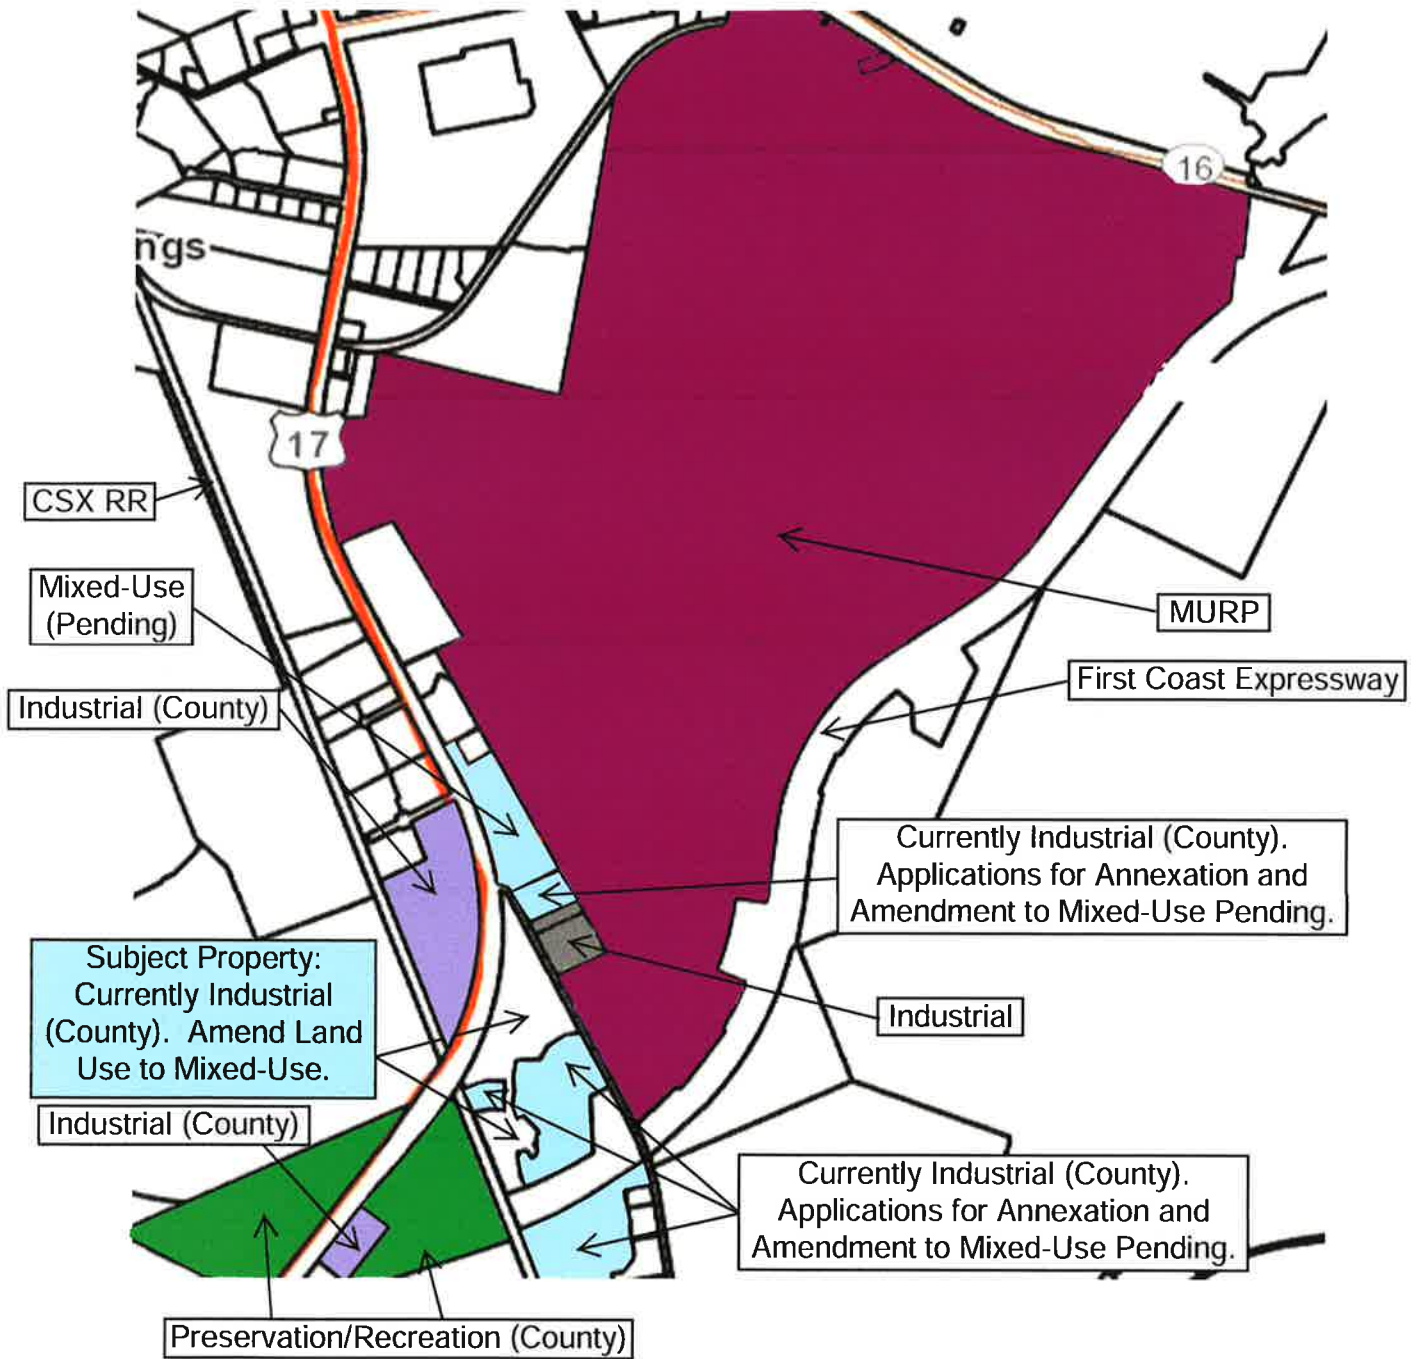 16
ngs
17
CSX RR
Mixed-Use
(Pending)
MURP
First Coast Expressway
Industrial (County)
Currently Industrial (County).
Applications for Annexation and
Amendment to Mixed-Use Pending.
Subject Property:
Currently Industrial
(County). Amend Land
Use to Mixed-Use.
Industrial
Industrial (County)
Currently Industrial (County).
Applications for Annexation and
Amendment to Mixed-Use Pending.
Preservation/Recreation (County)